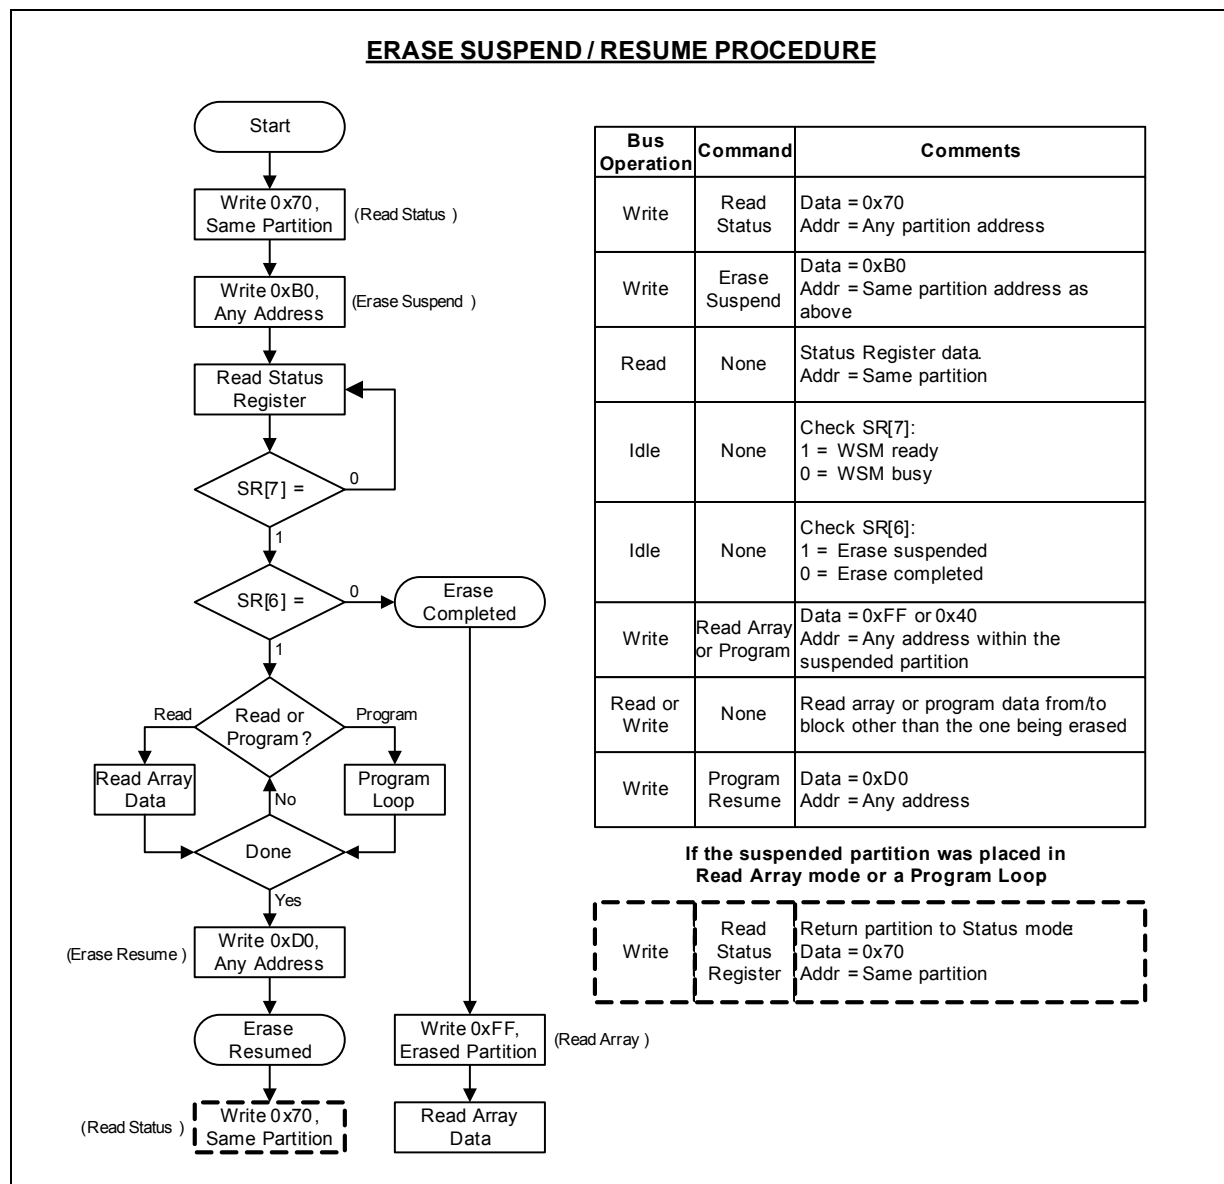 ERASE SUSPEND / RESUME PROCEDURE
Start
Write 0x70,
Same Partition
(Read Status )
Write 0xB0,
Any Address
(Erase Suspend )
Read Status
Register
SR[7] =
0
1
SR[6] =
0
Erase
Completed
1
Read or
Program?
Read
Program
Read Array
Data
Program
Loop
No
Done
Yes
Write 0xD0,
Any Address
(Erase Resume )
Erase
Resumed
Write 0x70,
Same Partition
(Read Status )
Write 0xFF,
Erased Partition
(Read Array )
Read Array
Data
Bus
Operation
Command
Comments
Write
Read
Status
Data = 0x70
Addr = Any partition address
Write
Erase
Suspend
Data = 0xB0
Addr = Same partition address as
above
Read
None
Status Register data.
Addr = Same partition
Idle
None
Check SR[7]:
1 = WSM ready
0 = WSM busy
Idle
None
Check SR[6]:
1 = Erase suspended
0 = Erase completed
Write
Read Array
or Program
Data = 0xFF or 0x40
Addr = Any address within the
suspended partition
Read or
Write
None
Read array or program data from/to
block other than the one being erased
Write
Program
Resume
Data = 0xD0
Addr = Any address
If the suspended partition was placed in
Read Array mode or a Program Loop
Write
Read
Status
Register
Return partition to Status mode:
Data = 0x70
Addr = Same partition